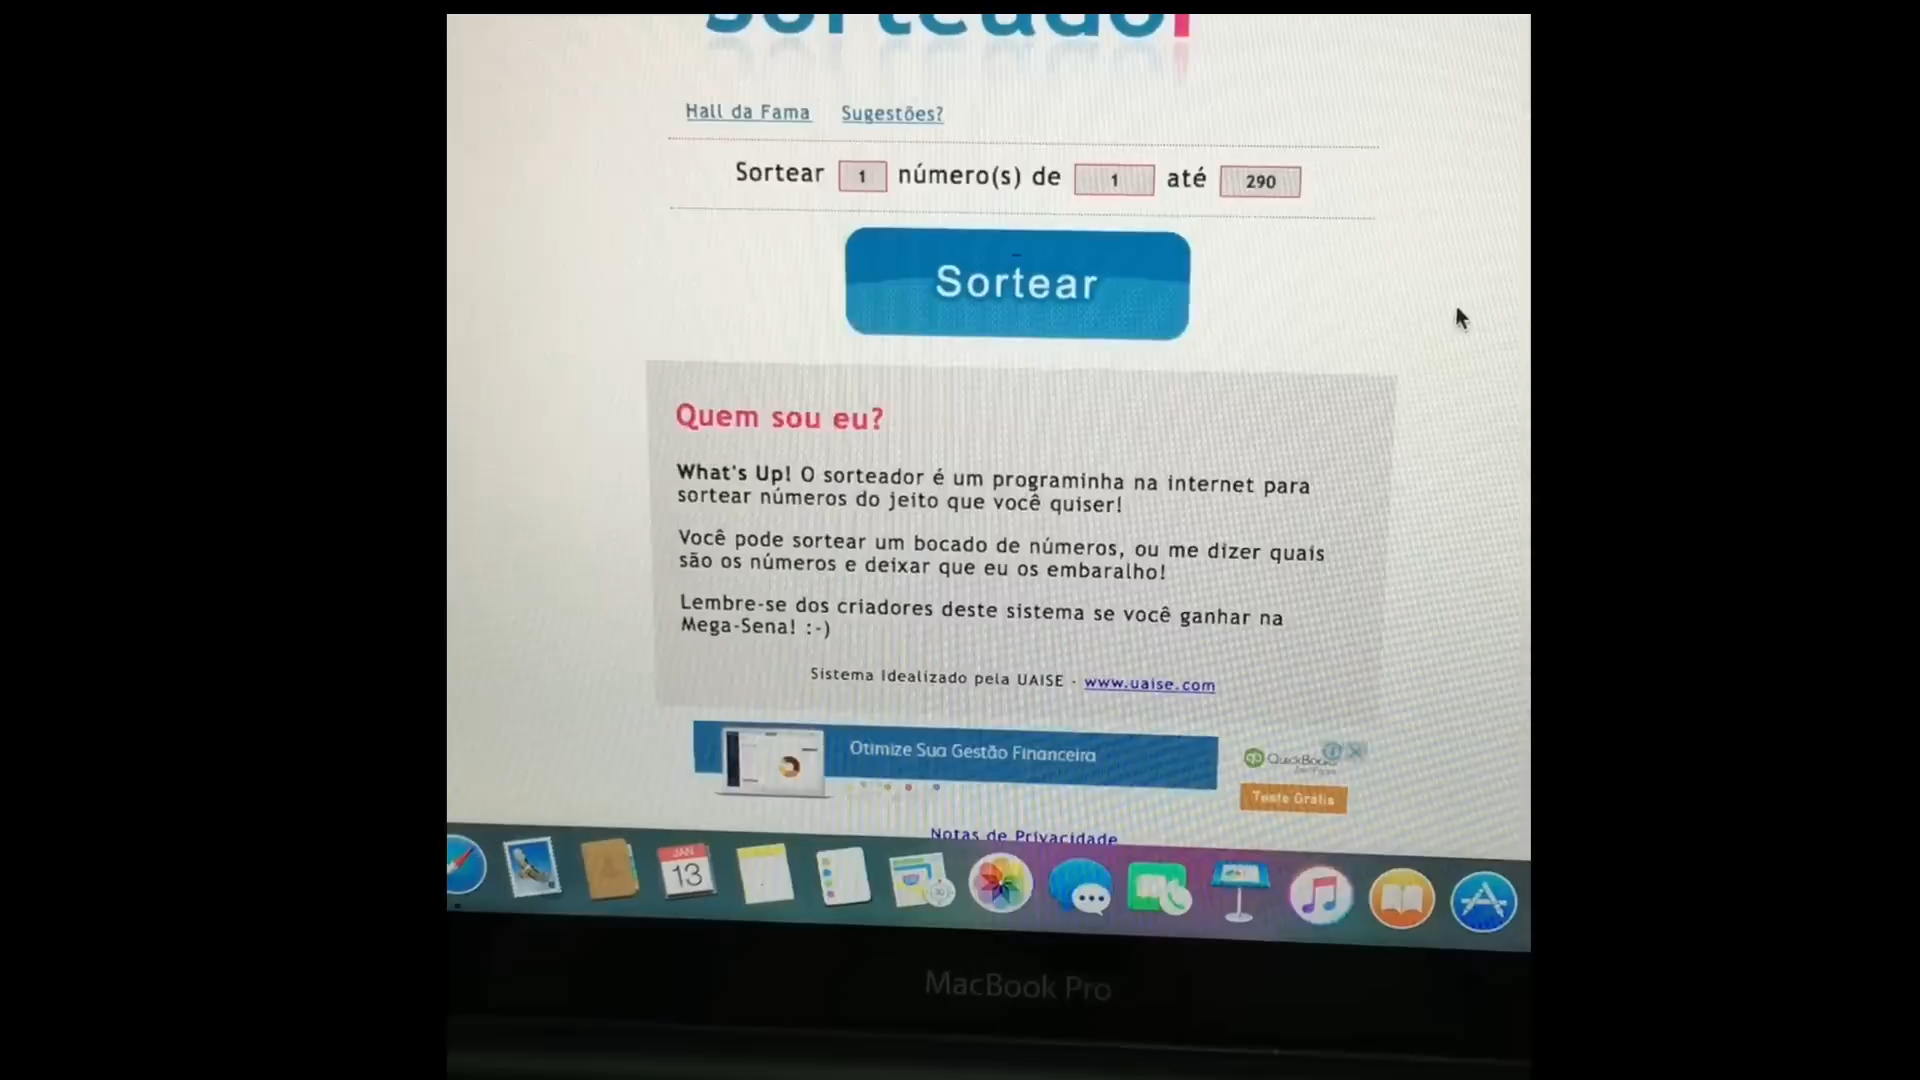 sorteador
Hall da Fama Sugestões?
Sortear 1 número(s) de 1 até 290
Sortear
Quem sou eu?
What's Up! O sorteador é um programinha na internet para
sortear números do jeito que você quiser!
Você pode sortear um bocado de números, ou me dizer quais
são os números e deixar que eu os embaralho!
Lembre-se dos criadores deste sistema se você ganhar na
Mega-Sena! :-)
Sistema Idealizado pela UAISE - www.uaise.com
Otimize Sua Gestão Financeira
Teste Grátis
Notas de Privacidade
JAN
13
MacBook Pro